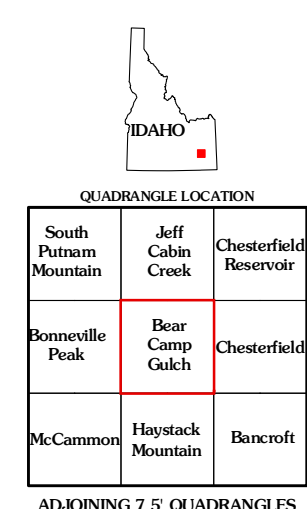 IDAHO
QUADRANGLE LOCATION
South
Putnam
Mountain
Jeff
Cabin
Creek
Chesterfield
Reservoir
Bonneville
Peak
Bear
Camp
Gulch
Chesterfield
McCammon
Haystack
Mountain
Bancroft
ADJOINING 7.5' QUADRANGLES